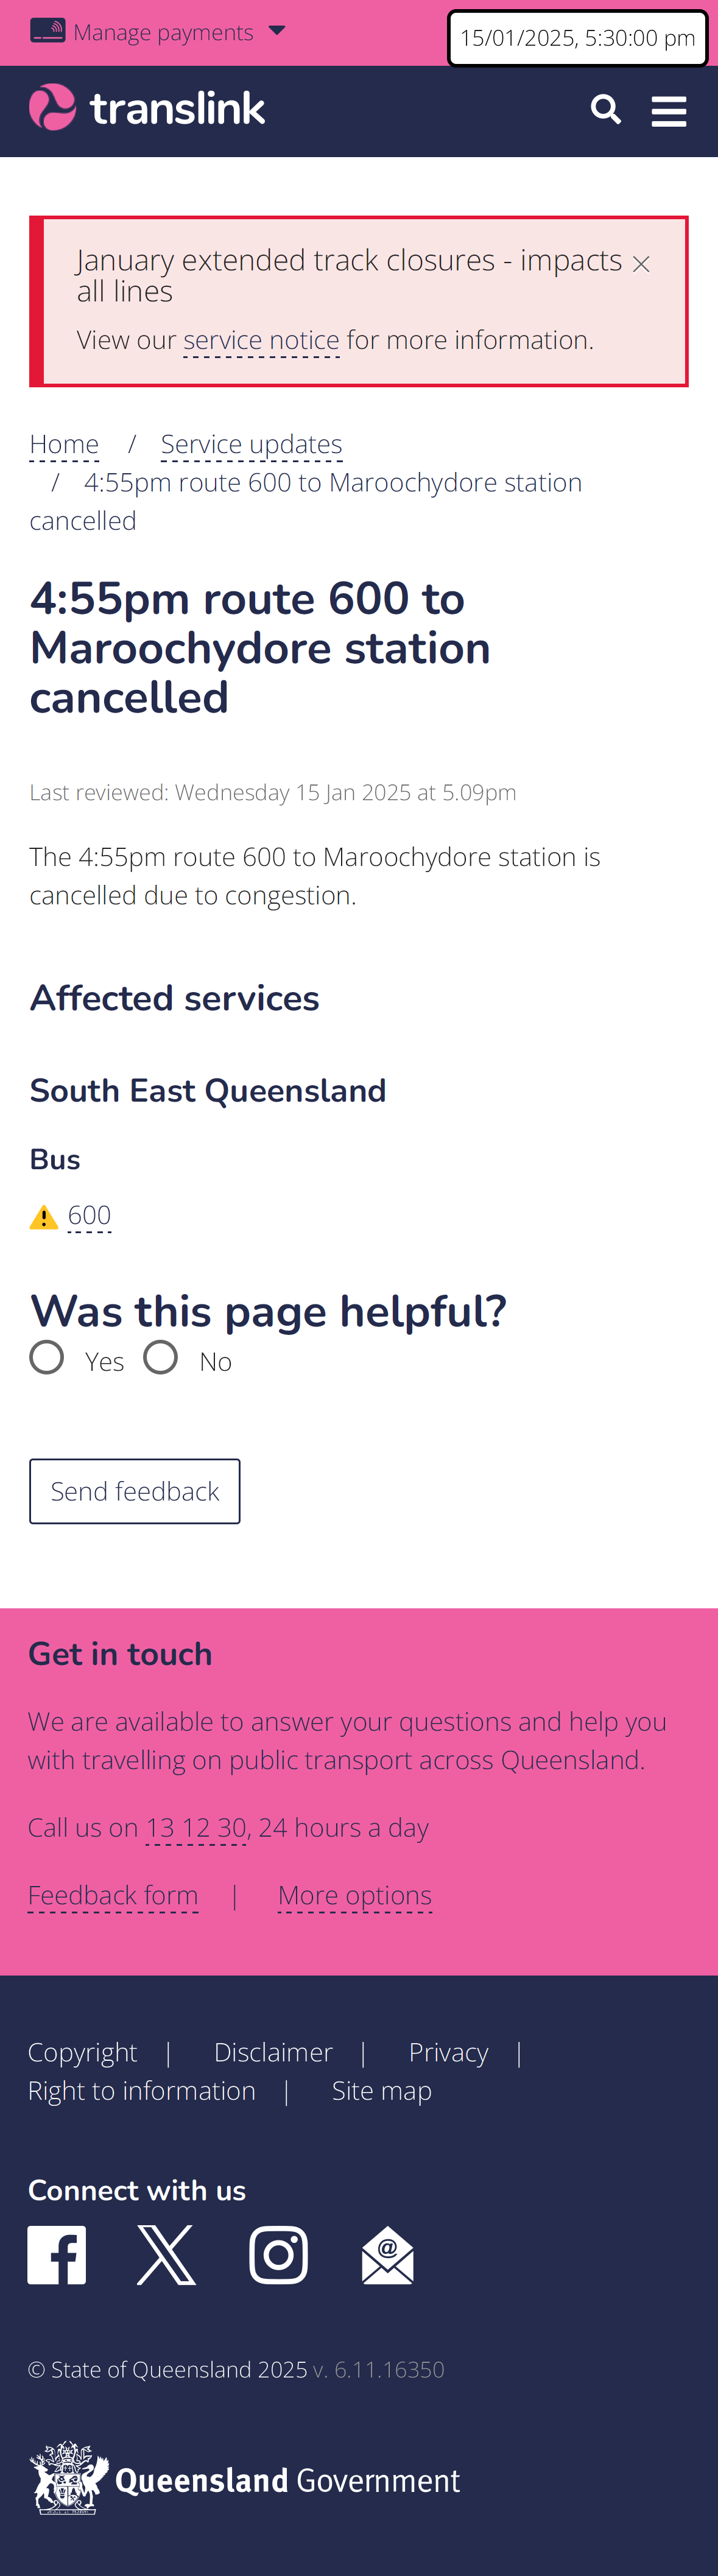 Manage payments
15/01/2025, 5:30:00 pm
translink
January extended track closures - impacts
all lines
View our service notice for more information.
Home / Service updates
/ 4:55pm route 600 to Maroochydore station
cancelled
4:55pm route 600 to
Maroochydore station
cancelled
Last reviewed: Wednesday 15 Jan 2025 at 5.09pm
The 4:55pm route 600 to Maroochydore station is
cancelled due to congestion.
Affected services
South East Queensland
Bus
600
Was this page helpful?
Yes No
Send feedback
Get in touch
We are available to answer your questions and help you
with travelling on public transport across Queensland.
Call us on 13 12 30, 24 hours a day
Feedback form | More options
Copyright | Disclaimer | Privacy |
Right to information | Site map
Connect with us
© State of Queensland 2025 v. 6.11.16350
Queensland Government